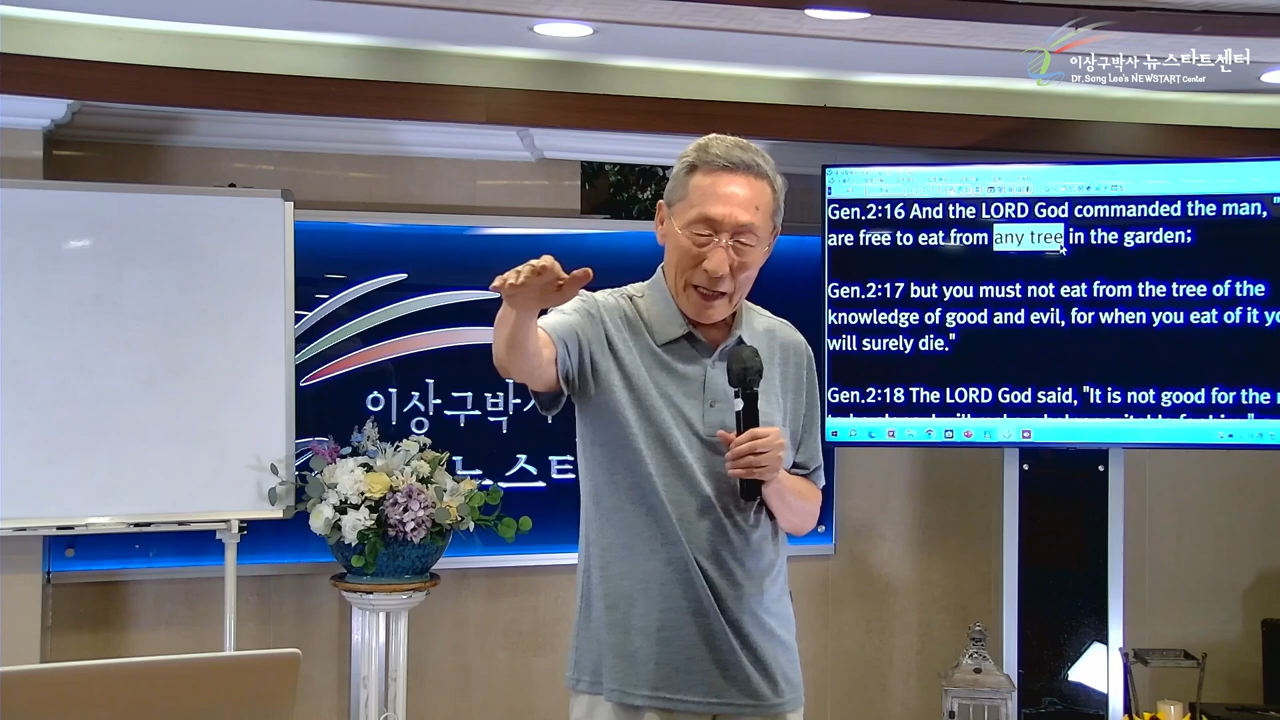 이상구박사 뉴스타트센터
Dr.Sang Lee's NEWSTART Center
Gen.2:16 And the LORD God commanded the man, "
are free to eat from any tree in the garden;
Gen.2:17 but you must not eat from the tree of the
knowledge of good and evil, for when you eat of it yo
will surely die."
Gen.2:18 The LORD God said, "It is not good for the
이상구박사
뉴스타